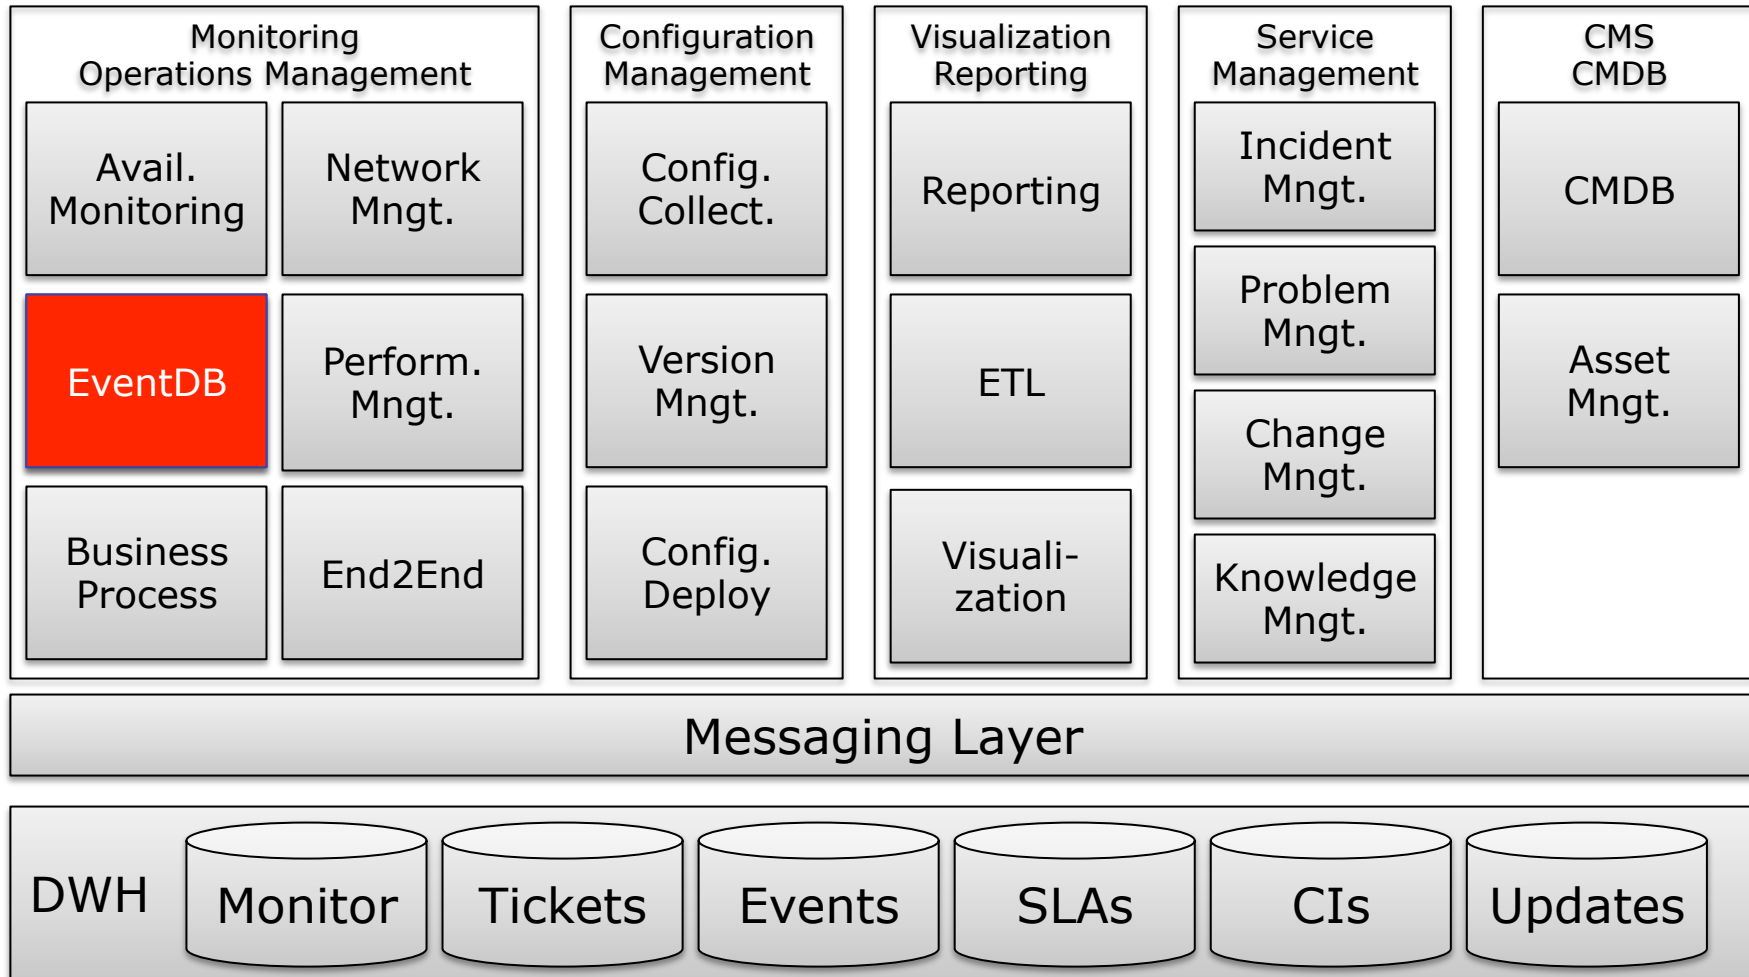 Monitoring
Operations Management
Avail.
Monitoring
Network
Mngt.
EventDB
Perform.
Mngt.
Business
Process
End2End
Configuration
Management
Config.
Collect.
Version
Mngt.
Config.
Deploy
Visualization
Reporting
Reporting
ETL
Visuali-
zation
Service
Management
Incident
Mngt.
Problem
Mngt.
Change
Mngt.
Knowledge
Mngt.
CMS
CMDB
CMDB
Asset
Mngt.
Messaging Layer
DWH
Monitor
Tickets
Events
SLAs
CIs
Updates